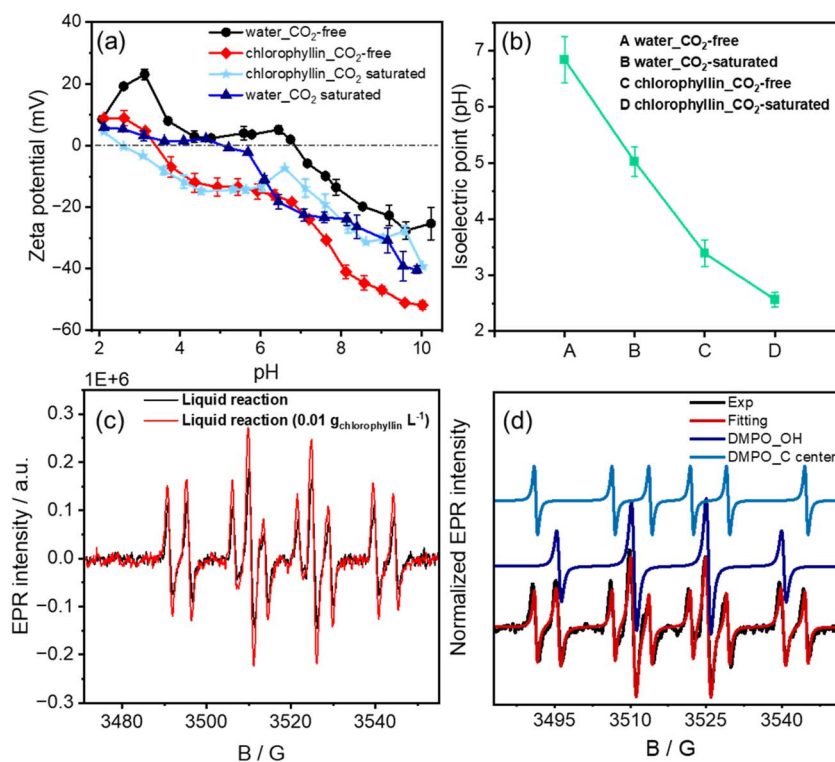 (a)
water_CO₂-free
chlorophyllin_CO₂-free
chlorophyllin_CO₂ saturated
water_CO₂ saturated
Zeta potential (mV)
40
20
0
−20
−40
−60
2 4 6 8 10
pH
(b)
A water_CO₂-free
B water_CO₂-saturated
C chlorophyllin_CO₂-free
D chlorophyllin_CO₂-saturated
Isoelectric point (pH)
7
6
5
4
3
2
A B C D
1E+6
(c)
Liquid reaction
Liquid reaction (0.01 g chlorophyllin L⁻¹)
EPR intensity / a.u.
0.3
0.2
0.1
0.0
−0.1
−0.2
−0.3
3480 3500 3520 3540
B / G
(d)
Exp
Fitting
DMPO_OH
DMPO_C center
Normalized EPR intensity
3495 3510 3525 3540
B / G